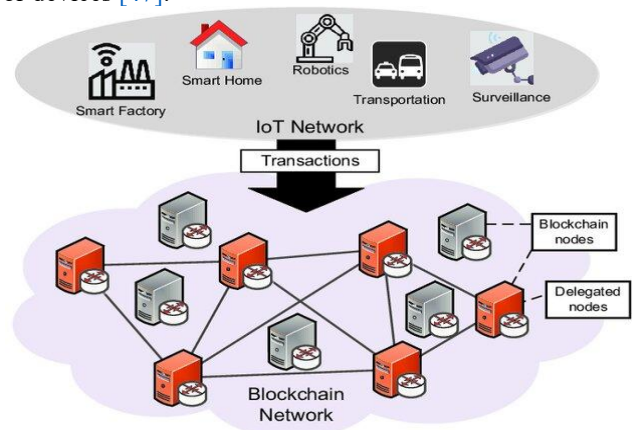 Robotics
Smart Home
Smart Factory
Transportation
Surveillance
IoT Network
Transactions
Blockchain
nodes
Delegated
nodes
Blockchain
Network